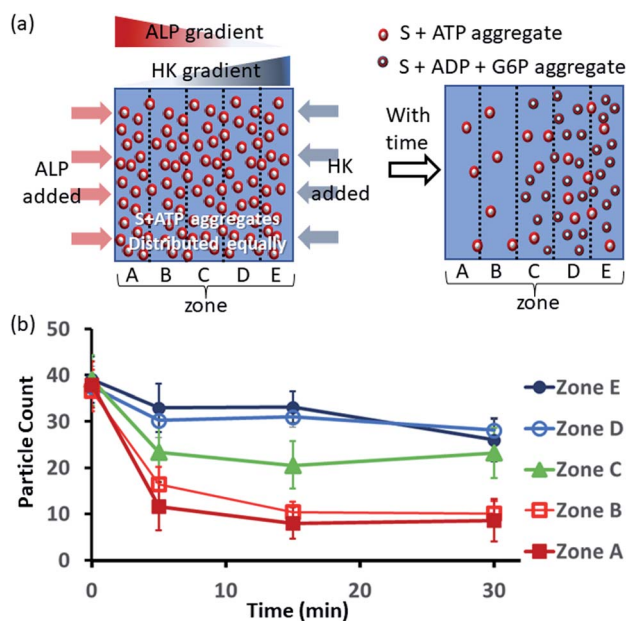 (a)
ALP gradient
HK gradient
S + ATP aggregate
S + ADP + G6P aggregate
ALP
added
S+ATP aggregates
Distributed equally
HK
added
With
time
A B C D E
zone
A B C D E
zone
(b)
50
40
30
20
10
0
Particle Count
0 10 20 30
Time (min)
Zone E
Zone D
Zone C
Zone B
Zone A